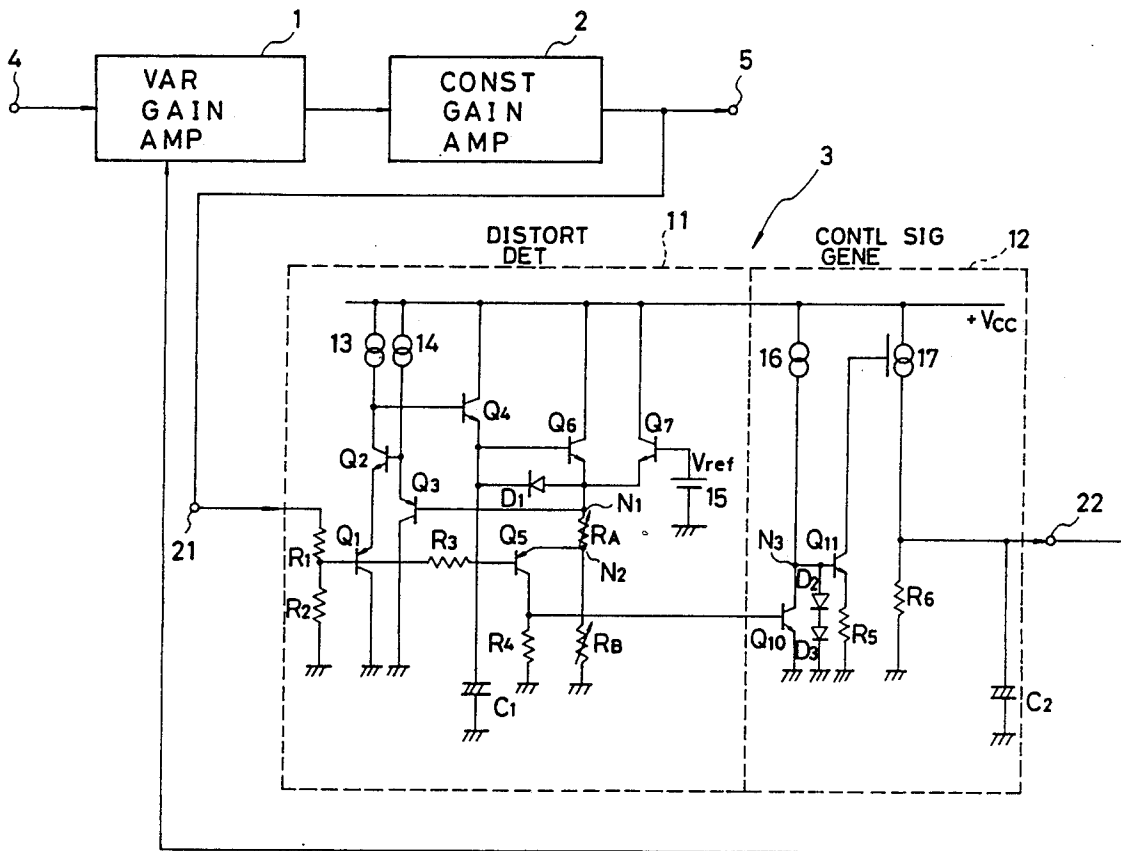 1
2
4
5
VAR
GAIN
AMP
CONST
GAIN
AMP
3
DISTORT
DET
11
CONTL SIG
GENE
12
+VCC
13
14
16
17
Q4
Q6
Q7
Q2
Vref
15
Q3
D1
N1
21
22
R1
Q1
R3
Q5
RA
N2
N3
Q11
D2
R2
R4
RB
Q10
D3
R5
R6
C1
C2